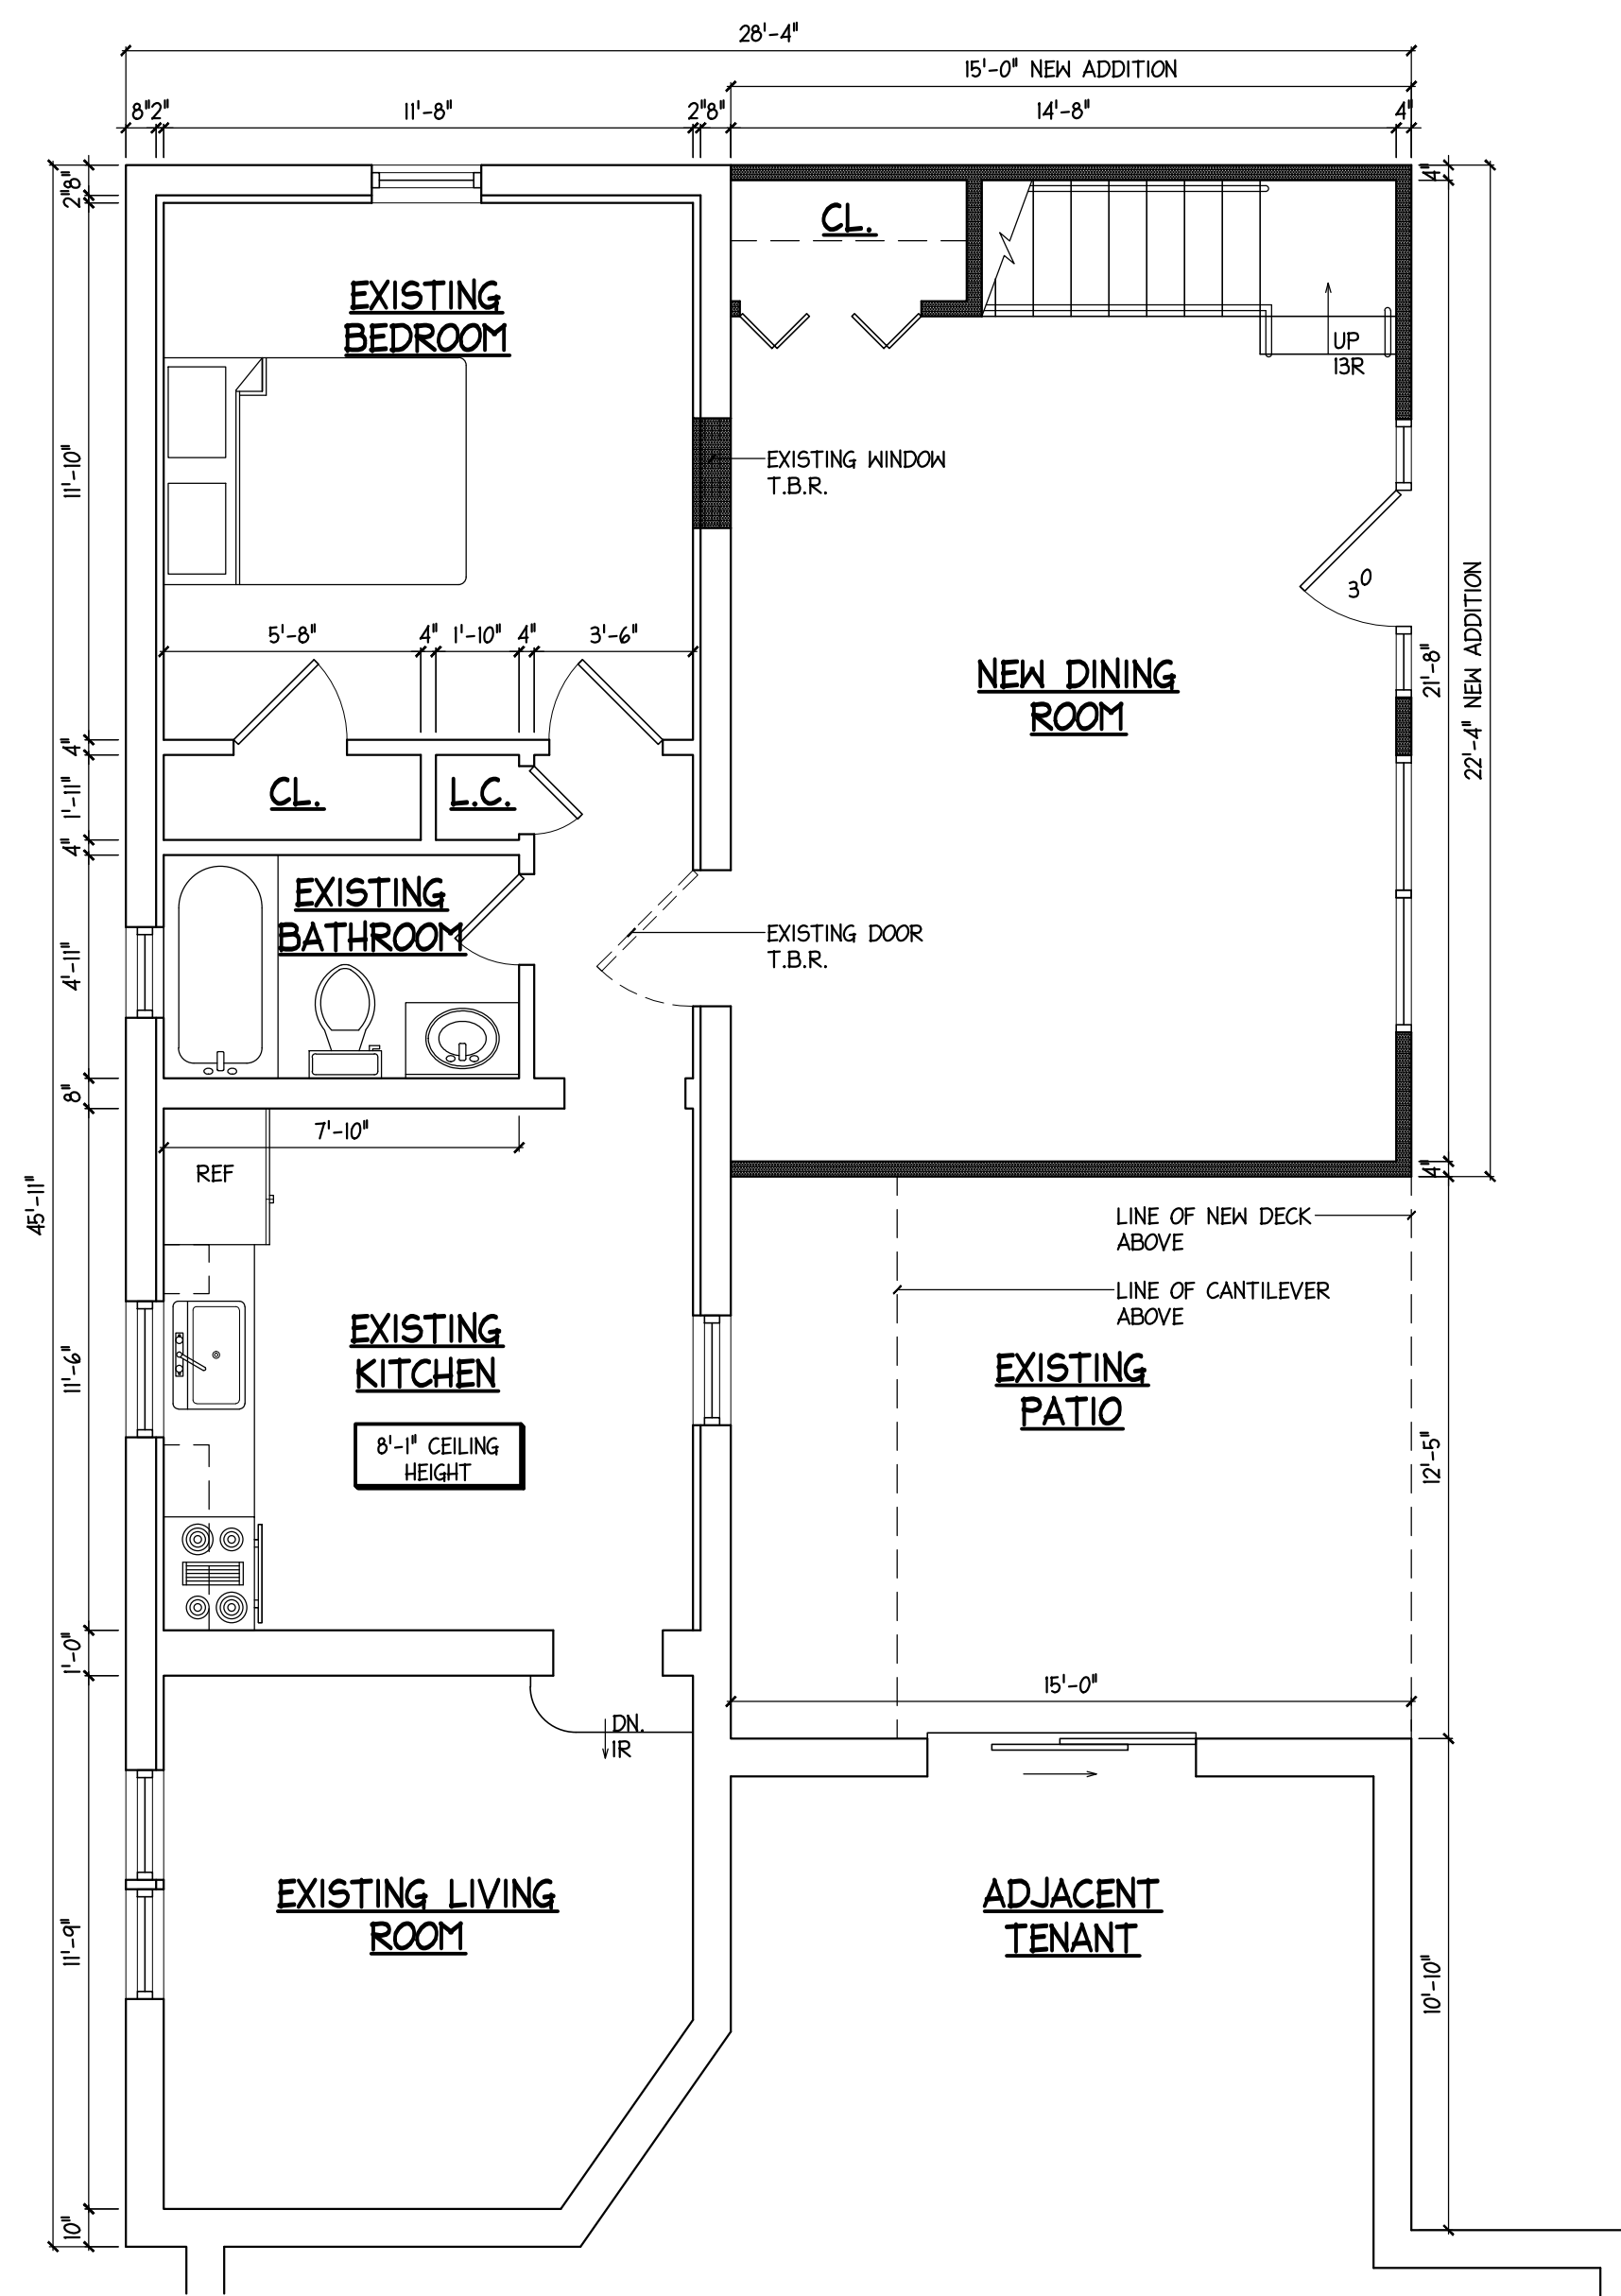 28'-4"
15'-0" NEW ADDITION
8" 2" 11'-8" 2" 8" 14'-8" 4"
2" 8"
4"
CL.
EXISTING
BEDROOM
UP
13R
11'-10"
EXISTING WINDOW
T.B.R.
3⁰
5'-8" 4" 1'-10" 4" 3'-6"
NEW DINING
ROOM
21'-8"
22'-4" NEW ADDITION
4"
1'-11"
CL.
L.C.
4"
EXISTING
BATHROOM
EXISTING DOOR
T.B.R.
4'-11"
8"
7'-10"
REF
45'-11"
4"
LINE OF NEW DECK
ABOVE
LINE OF CANTILEVER
ABOVE
EXISTING
KITCHEN
11'-6"
EXISTING
PATIO
8'-1" CEILING
HEIGHT
12'-5"
1'-0"
15'-0"
DN.
1R
EXISTING LIVING
ROOM
ADJACENT
TENANT
11'-9"
10'-10"
10"